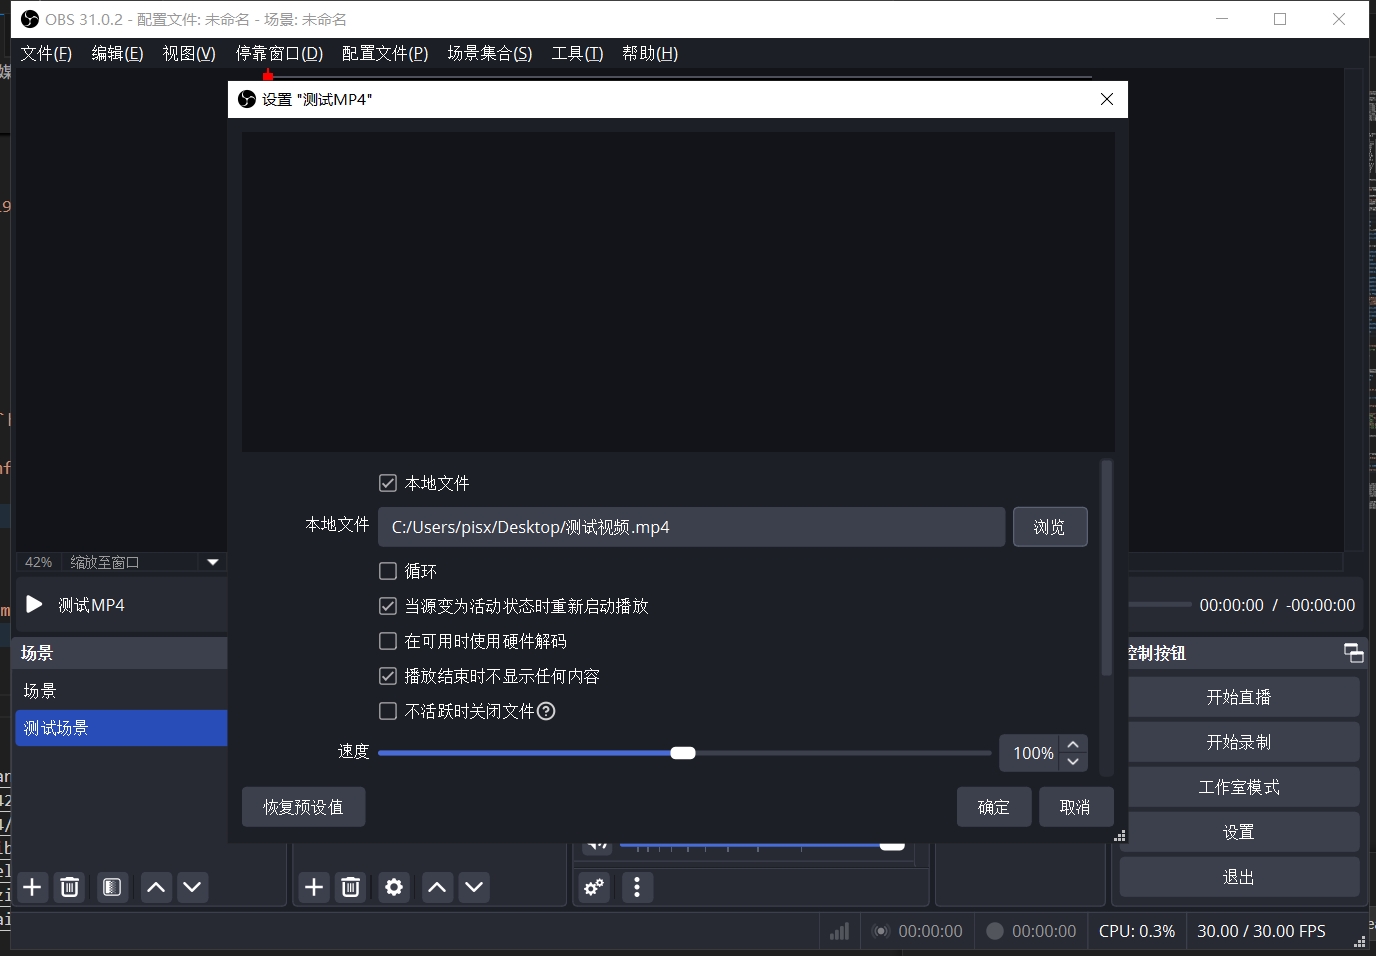 OBS 31.0.2 - 配置文件: 未命名 - 场景: 未命名
文件(F) 编辑(E) 视图(V) 停靠窗口(D) 配置文件(P) 场景集合(S) 工具(T) 帮助(H)
设置 "测试MP4"
本地文件
本地文件 C:/Users/pisx/Desktop/测试视频.mp4 浏览
循环
当源变为活动状态时重新启动播放
在可用时使用硬件解码
播放结束时不显示任何内容
不活跃时关闭文件
速度 100%
恢复预设值 确定 取消
42% 缩放至窗口
测试MP4 00:00:00 / -00:00:00
场景
场景
测试场景
控制按钮
开始直播
开始录制
工作室模式
设置
退出
00:00:00 00:00:00 CPU: 0.3% 30.00 / 30.00 FPS